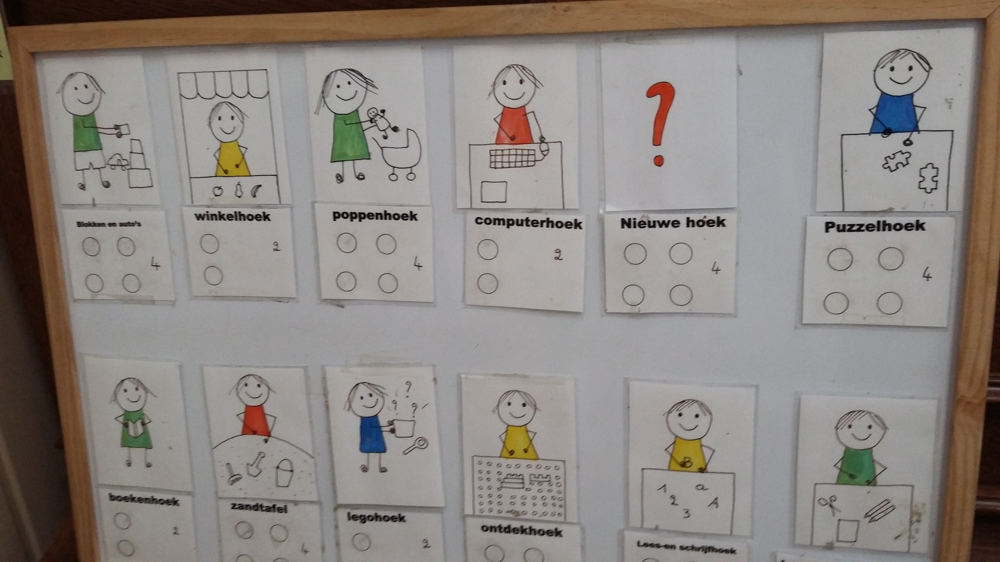 Blokken en auto's
4
winkelhoek
2
poppenhoek
4
computerhoek
2
?
Nieuwe hoek
4
Puzzelhoek
4
boekenhoek
2
zandtafel
4
? ? ?
legohoek
2
ontdekhoek
B
1 a
2 A
3
Lees en schrijfhoek